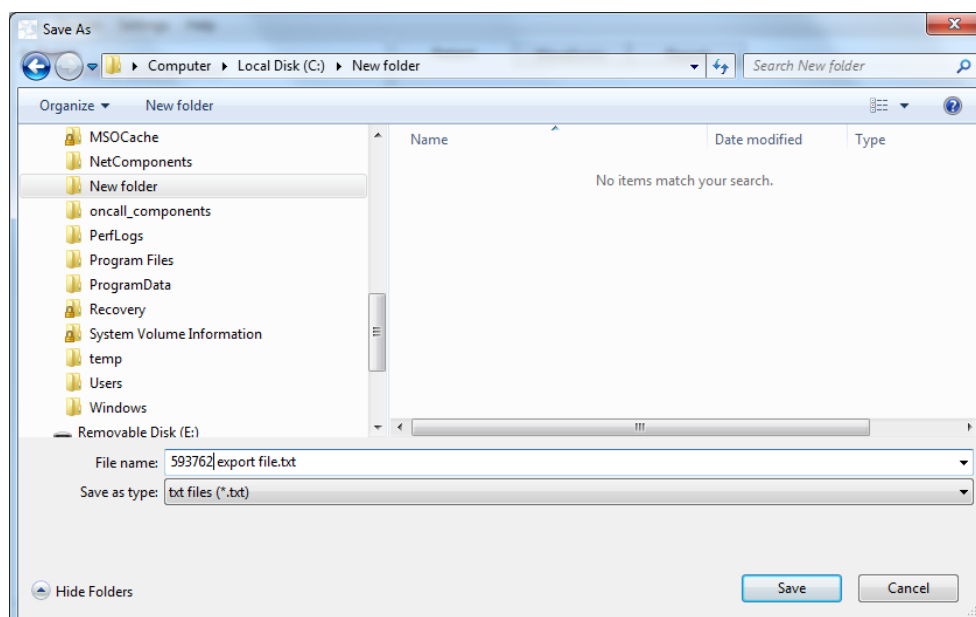 Save As
Settings Help
Computer Local Disk (C:) New folder
Search New folder
Organize New folder
MSOCache
Name Date modified Type
NetComponents
No items match your search.
New folder
oncall_components
PerfLogs
Program Files
ProgramData
Recovery
System Volume Information
temp
Users
Windows
Removable Disk (E:)
File name: 593762 export file.txt
Save as type: txt files (*.txt)
Hide Folders
Save Cancel